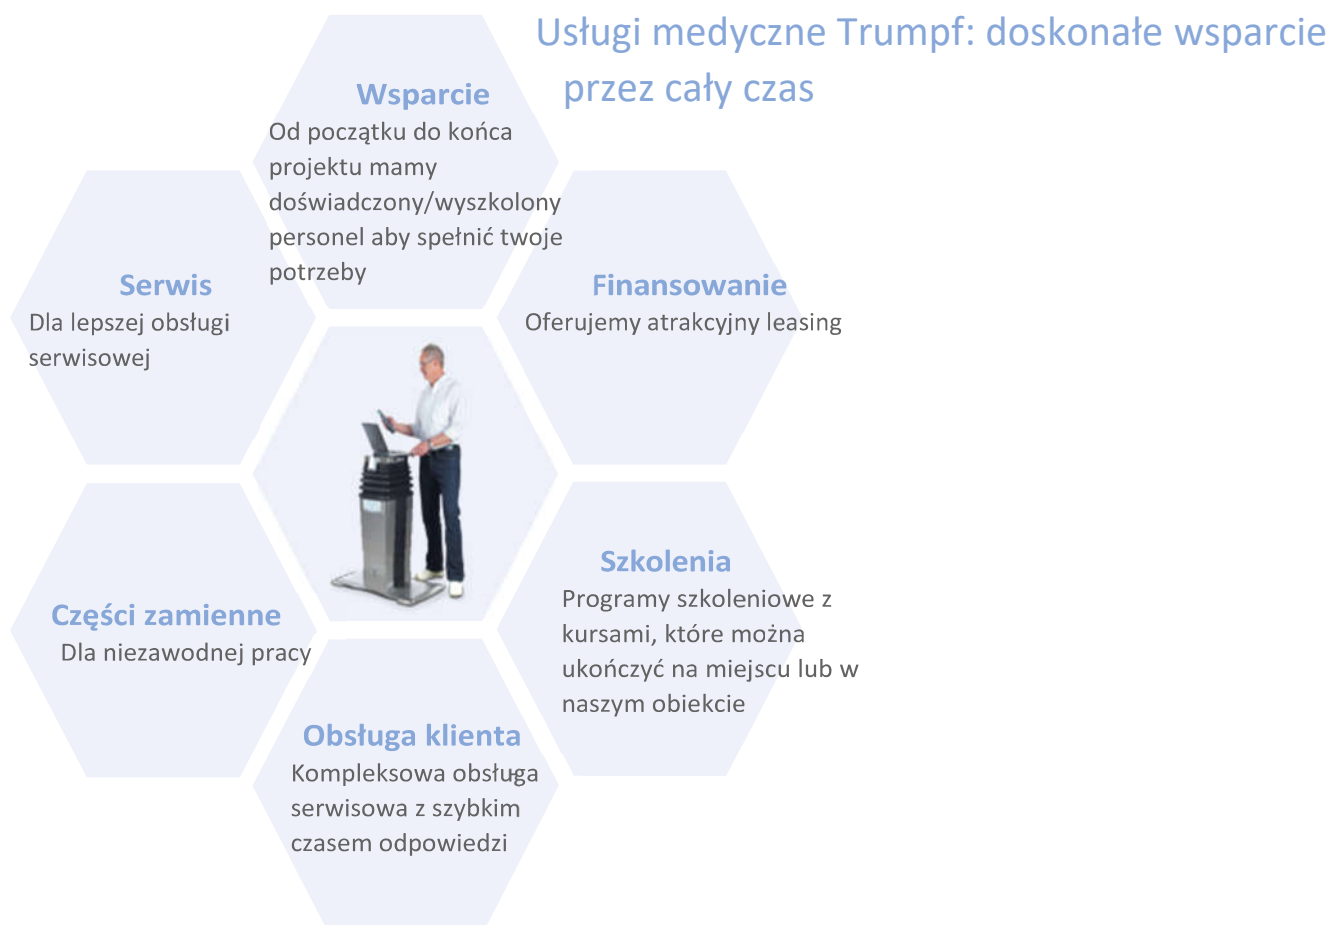 Usługi medyczne Trumpf: doskonałe wsparcie
przez cały czas
Wsparcie
Od początku do końca
projektu mamy
doświadczony/wyszkolony
personel aby spełnić twoje
potrzeby
Serwis
Dla lepszej obsługi
serwisowej
Finansowanie
Oferujemy atrakcyjny leasing
Szkolenia
Programy szkoleniowe z
kursami, które można
ukończyć na miejscu lub w
naszym obiekcie
Części zamienne
Dla niezawodnej pracy
Obsługa klienta
Kompleksowa obsługa
serwisowa z szybkim
czasem odpowiedzi